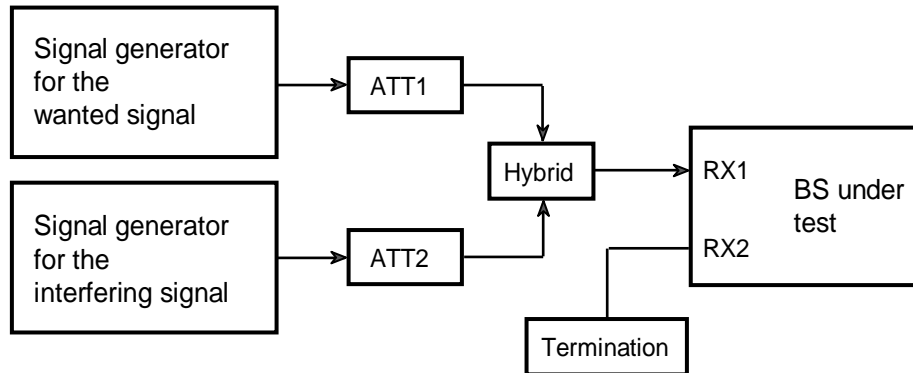 Signal generator
for the
wanted signal
ATT1
Hybrid
RX1
BS under
test
RX2
Signal generator
for the
interfering signal
ATT2
Termination